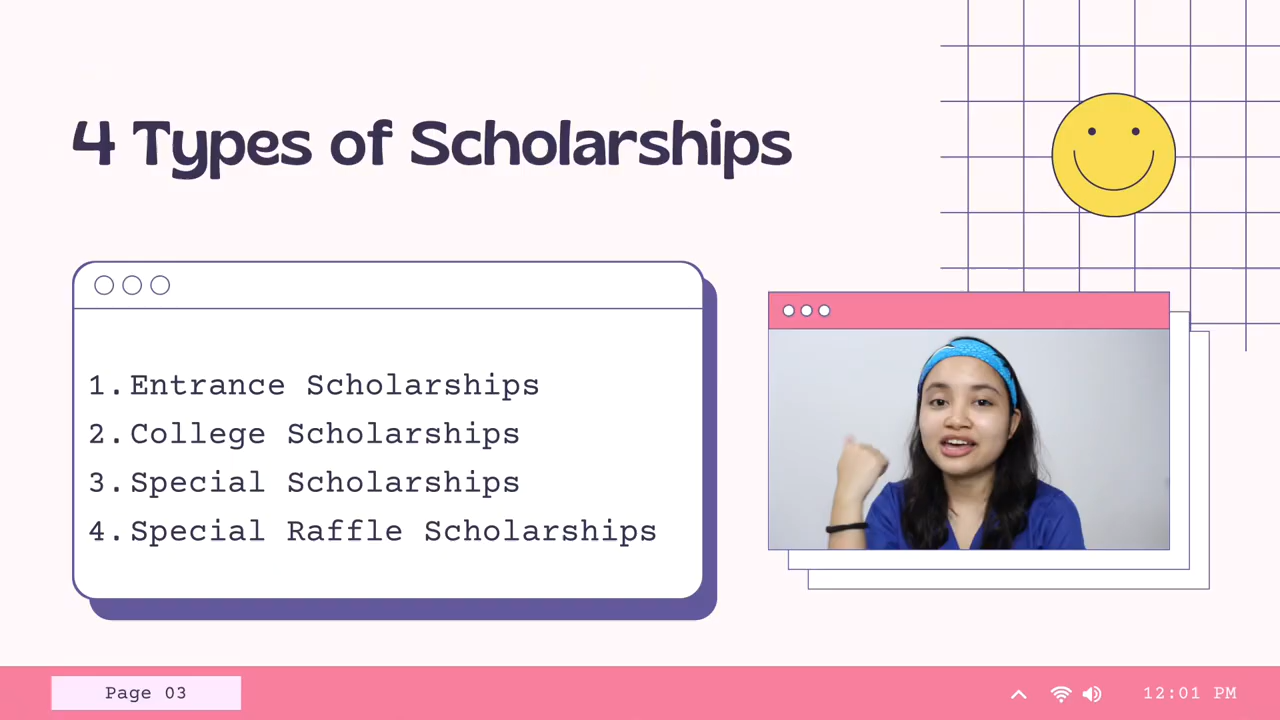 4 Types of Scholarships
1. Entrance Scholarships
2. College Scholarships
3. Special Scholarships
4. Special Raffle Scholarships
Page 03
12:01 PM